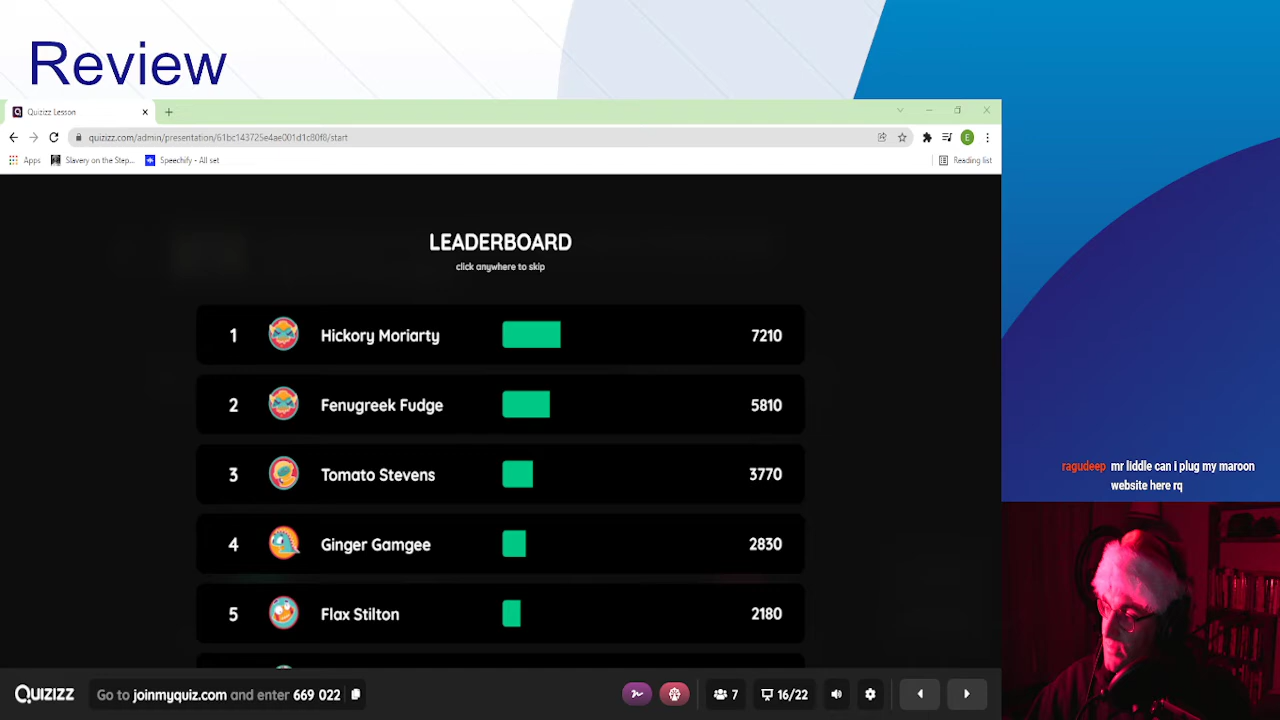 Review
Quizizz Lesson
quizizz.com/admin/presentation/61bc143725e4ae001d1c80f8/start
E
Apps
Slavery on the Step...
Speechify - All set
Reading list
LEADERBOARD
click anywhere to skip
1 Hickory Moriarty 7210
2 Fenugreek Fudge 5810
3 Tomato Stevens 3770
4 Ginger Gamgee 2830
5 Flax Stilton 2180
ragudeep mr liddle can i plug my maroon
website here rq
QUIZIZZ Go to joinmyquiz.com and enter 669 022 7 16/22